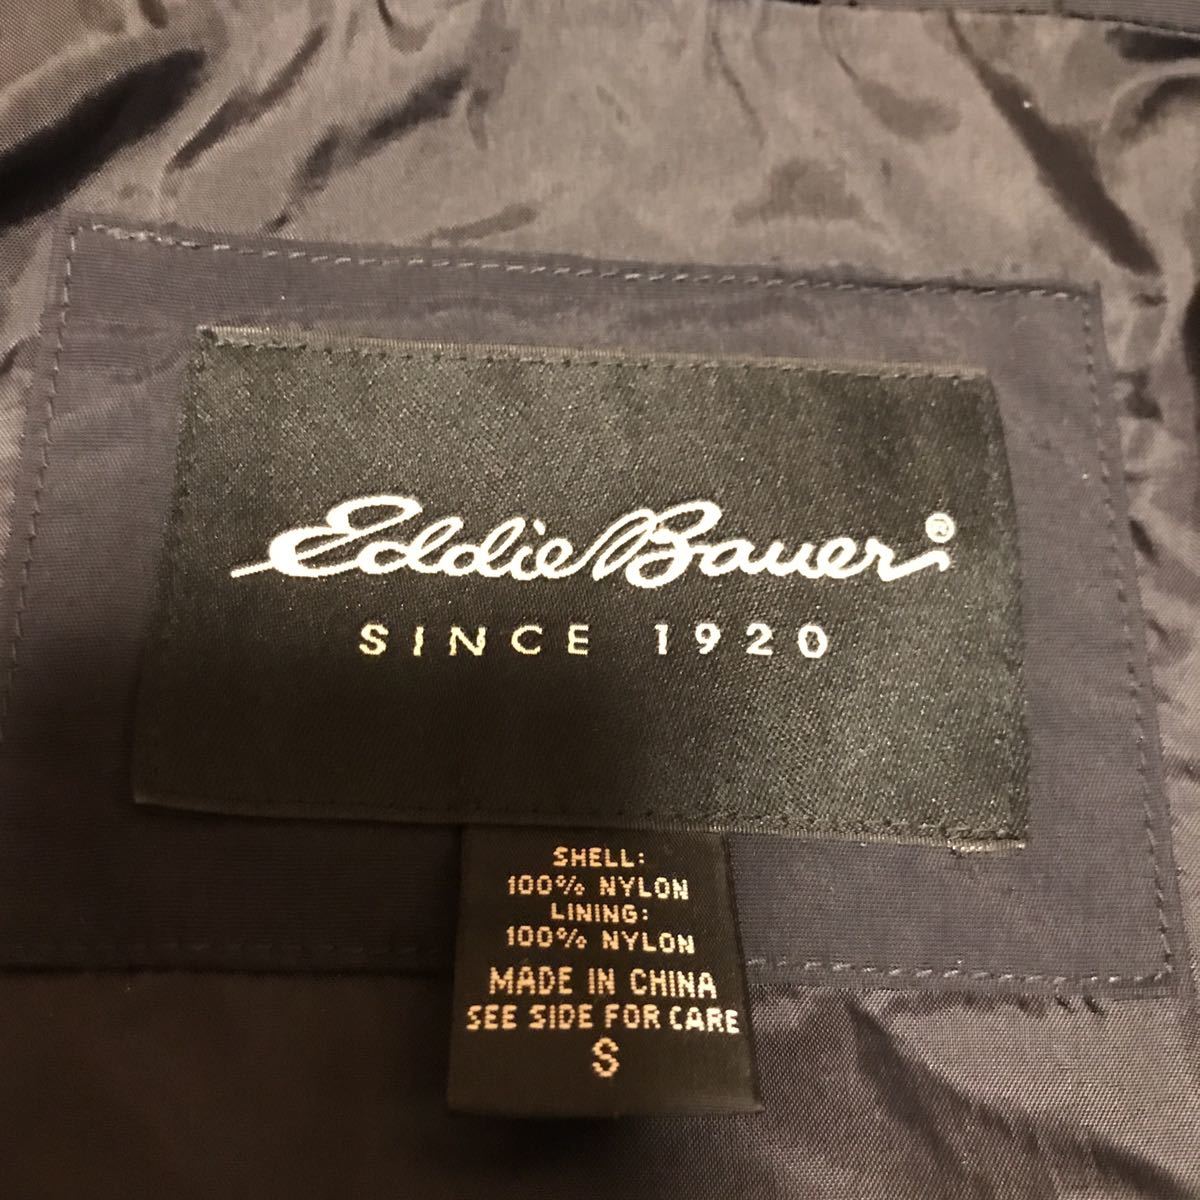 Eddie Bauer®
SINCE 1920
SHELL:
100% NYLON
LINING:
100% NYLON
MADE IN CHINA
SEE SIDE FOR CARE
S